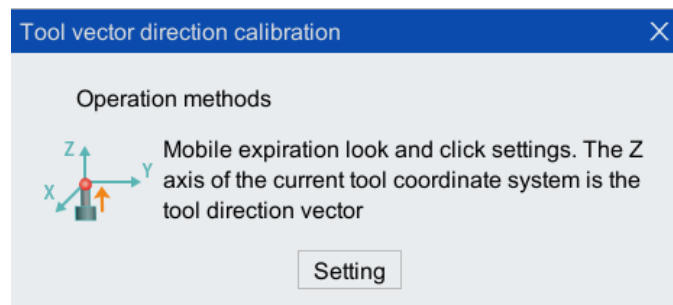 Tool vector direction calibration
Operation methods
Z
Y
X
Mobile expiration look and click settings. The Z
axis of the current tool coordinate system is the
tool direction vector
Setting